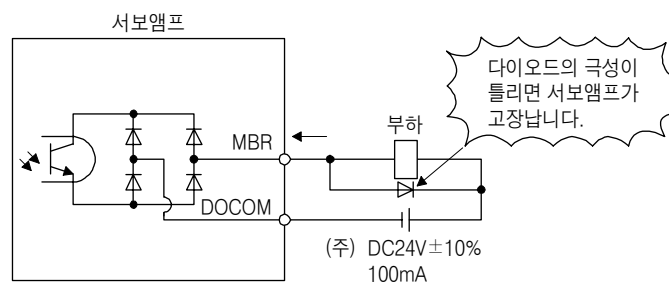 서보앰프
다이오드의 극성이
틀리면 서보앰프가
고장납니다.
부하
MBR
DOCOM
(주) DC24V±10%
100mA